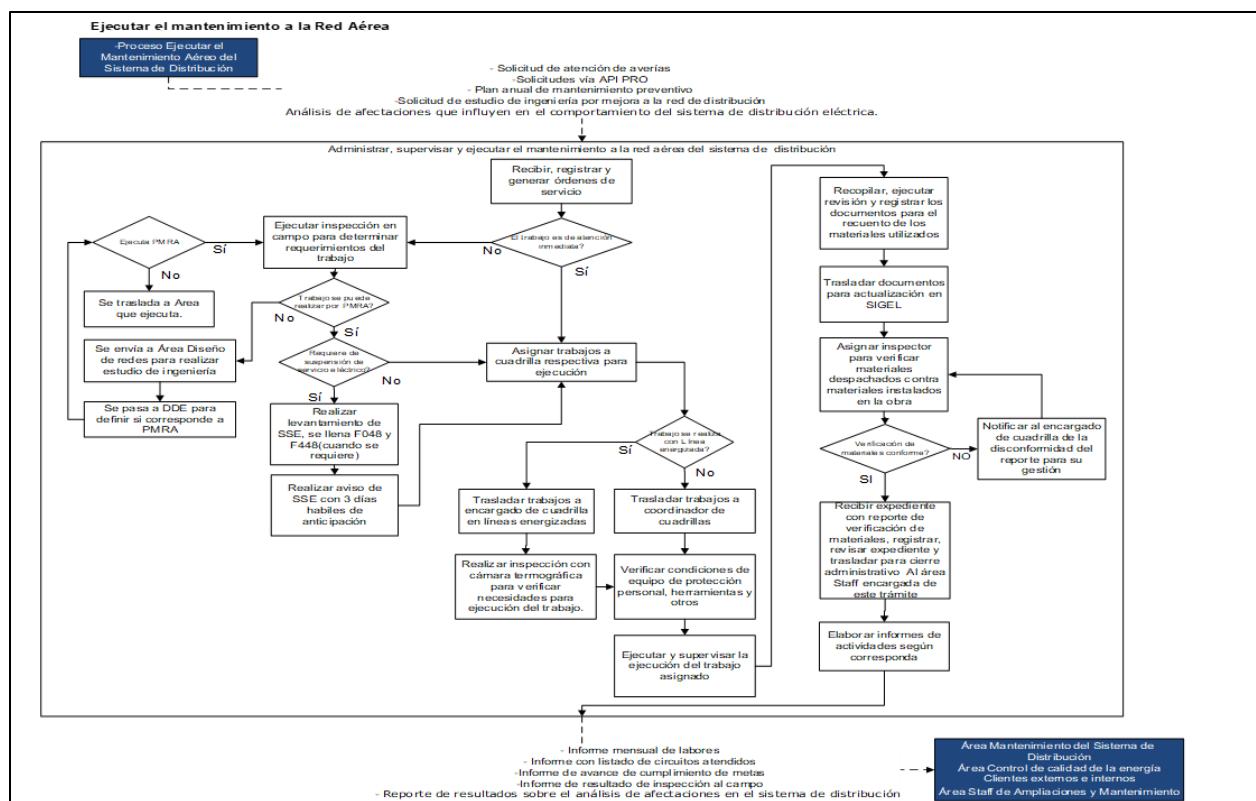 Ejecutar el mantenimiento a la Red Aérea
-Proceso Ejecutar el
Mantenimiento Aéreo del
Sistema de Distribución
- Solicitud de atención de averías
-Solicitudes vía API PRO
- Plan anual de mantenimiento preventivo
-Solicitud de estudio de ingeniería por mejora a la red de distribución
Análisis de afectaciones que influyen en el comportamiento del sistema de distribución eléctrica.
Administrar, supervisar y ejecutar el mantenimiento a la red aérea del sistema de distribución
Recibir, registrar y
generar órdenes de
servicio
El trabajo es de atención
inmediata?
No
Sí
Ejecutar inspección en
campo para determinar
requerimientos del
trabajo
Ejecuta PMRA
Sí
No
Se traslada a Area
que ejecuta.
Trabajo se puede
realizar por PMRA?
No
Sí
Se envía a Área Diseño
de redes para realizar
estudio de ingeniería
Se pasa a DDE para
definir si corresponde a
PMRA
Requiere de
suspensión de
servicio eléctrico?
No
Sí
Realizar
levantamiento de
SSE, se llena F048 y
F448(cuando se
requiere)
Realizar aviso de
SSE con 3 días
habiles de
anticipación
Asignar trabajos a
cuadrilla respectiva para
ejecución
Trabajo se realiza
con Línea
energizada?
Sí
No
Trasladar trabajos a
encargado de cuadrilla
en líneas energizadas
Trasladar trabajos a
coordinador de
cuadrillas
Realizar inspección con
cámara termográfica
para verificar
necesidades para
ejecución del trabajo.
Verificar condiciones de
equipo de protección
personal, herramientas y
otros
Ejecutar y supervisar la
ejecución del trabajo
asignado
Recopilar, ejecutar
revisión y registrar los
documentos para el
recuento de los
materiales utilizados
Trasladar documentos
para actualización en
SIGEL
Asignar inspector
para verificar
materiales
despachados contra
materiales instalados
en la obra
Verificación de
materiales conforme?
NO
SI
Notificar al encargado
de cuadrilla de la
disconformidad del
reporte para su
gestión
Recibir expediente
con reporte de
verificación de
materiales, registrar,
revisar expediente y
trasladar para cierre
administrativo Al área
Staff encargada de
este trámite
Elaborar informes de
actividades según
corresponda
- Informe mensual de labores
- Informe con listado de circuitos atendidos
-Informe de avance de cumplimiento de metas
-Informe de resultado de inspección al campo
- Reporte de resultados sobre el análisis de afectaciones en el sistema de distribución
Área Mantenimiento del Sistema de
Distribución
Área Control de calidad de la energía
Clientes externos e internos
Área Staff de Ampliaciones y Mantenimiento